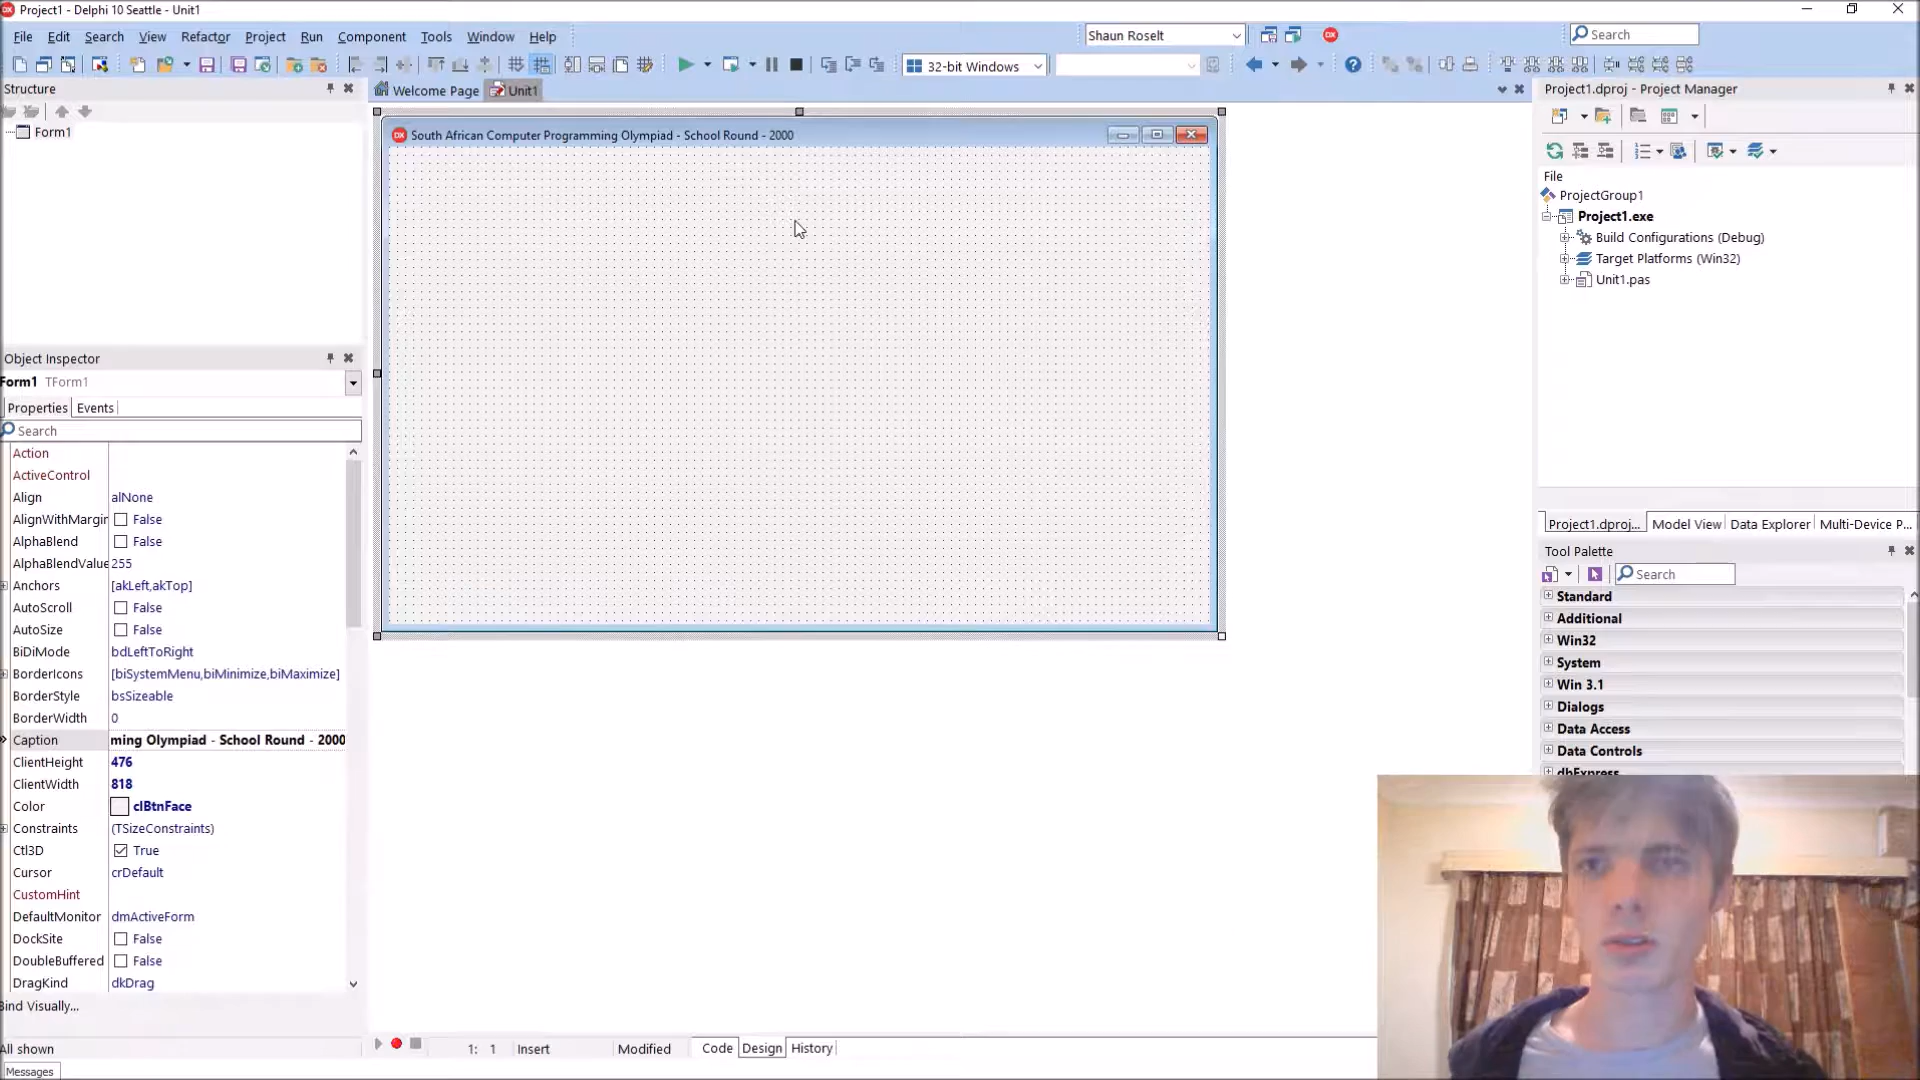 Project1 - Delphi 10 Seattle - Unit1
File Edit Search View Refactor Project Run Component Tools Window Help
Shaun Roselt
Search
32-bit Windows
Structure
Welcome Page Unit1
Form1
South African Computer Programming Olympiad - School Round - 2000
Object Inspector
Form1 TForm1
Properties Events
Search
Action
ActiveControl
Align alNone
AlignWithMargin False
AlphaBlend False
AlphaBlendValue 255
Anchors [akLeft,akTop]
AutoScroll False
AutoSize False
BiDiMode bdLeftToRight
BorderIcons [biSystemMenu,biMinimize,biMaximize]
BorderStyle bsSizeable
BorderWidth 0
Caption ming Olympiad - School Round - 2000
ClientHeight 476
ClientWidth 818
Color clBtnFace
Constraints (TSizeConstraints)
Ctl3D True
Cursor crDefault
CustomHint
DefaultMonitor dmActiveForm
DockSite False
DoubleBuffered False
DragKind dkDrag
Bind Visually...
All shown
Messages
1: 1 Insert Modified Code Design History
Project1.dproj - Project Manager
File
ProjectGroup1
Project1.exe
Build Configurations (Debug)
Target Platforms (Win32)
Unit1.pas
Project1.dproj... Model View Data Explorer Multi-Device P...
Tool Palette
Search
Standard
Additional
Win32
System
Win 3.1
Dialogs
Data Access
Data Controls
dbExpress